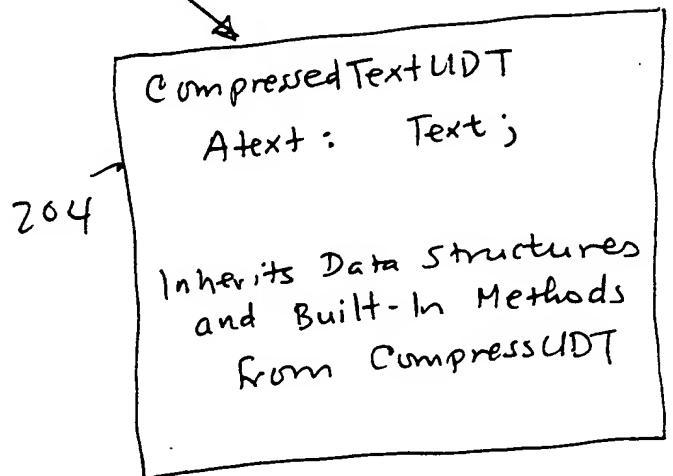 CompressedTextUDT
Atext: Text;
204
Inherits Data Structures
and Built-In Methods
from CompressUDT